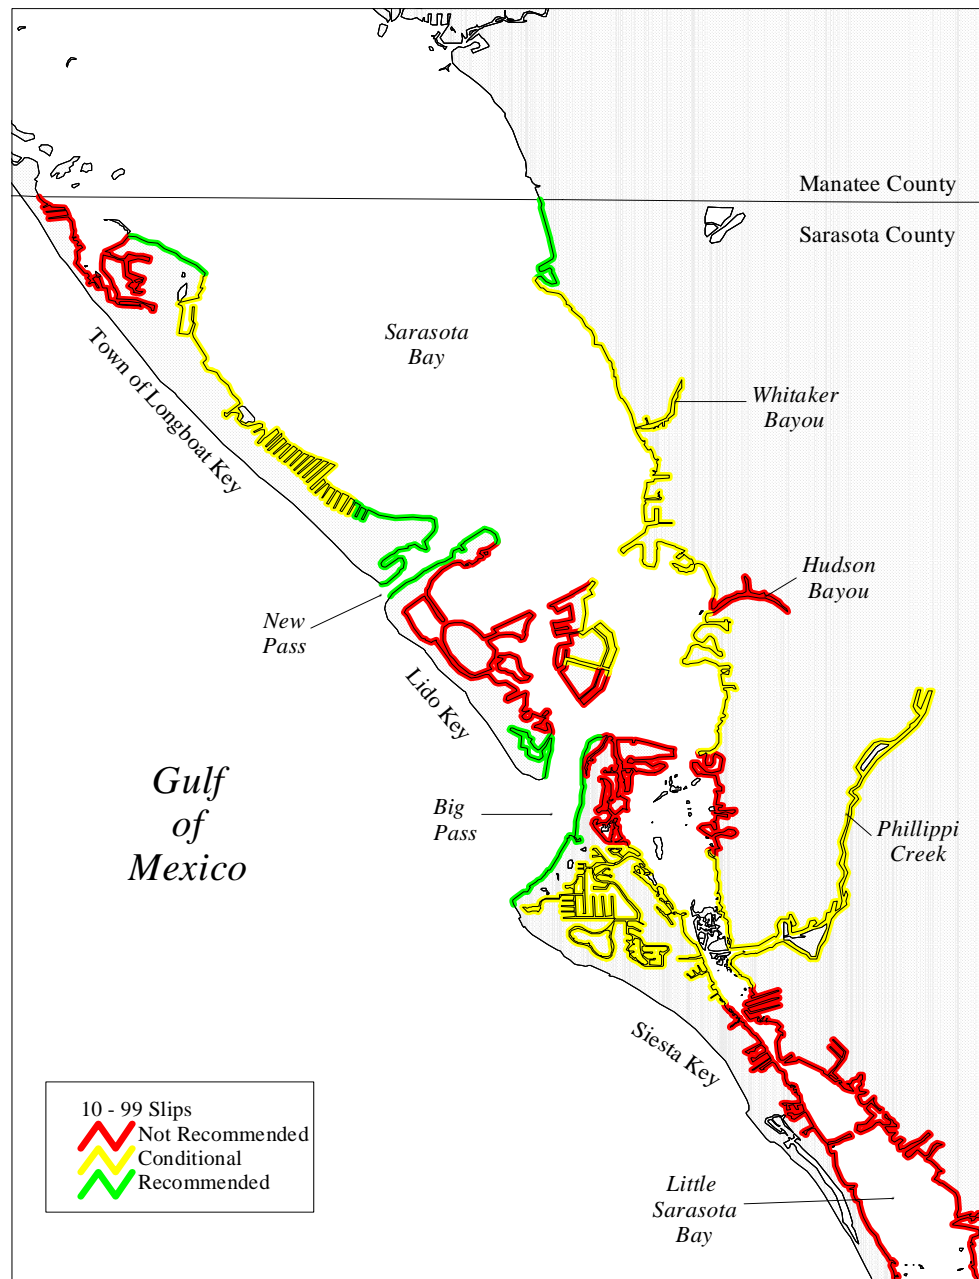 Manatee County
Sarasota County
Sarasota
Bay
Town of Longboat Key
Whitaker
Bayou
Hudson
Bayou
New
Pass
Lido Key
Gulf
of
Mexico
Big
Pass
Phillippi
Creek
Siesta Key
10 - 99 Slips
Not Recommended
Conditional
Recommended
Little
Sarasota
Bay